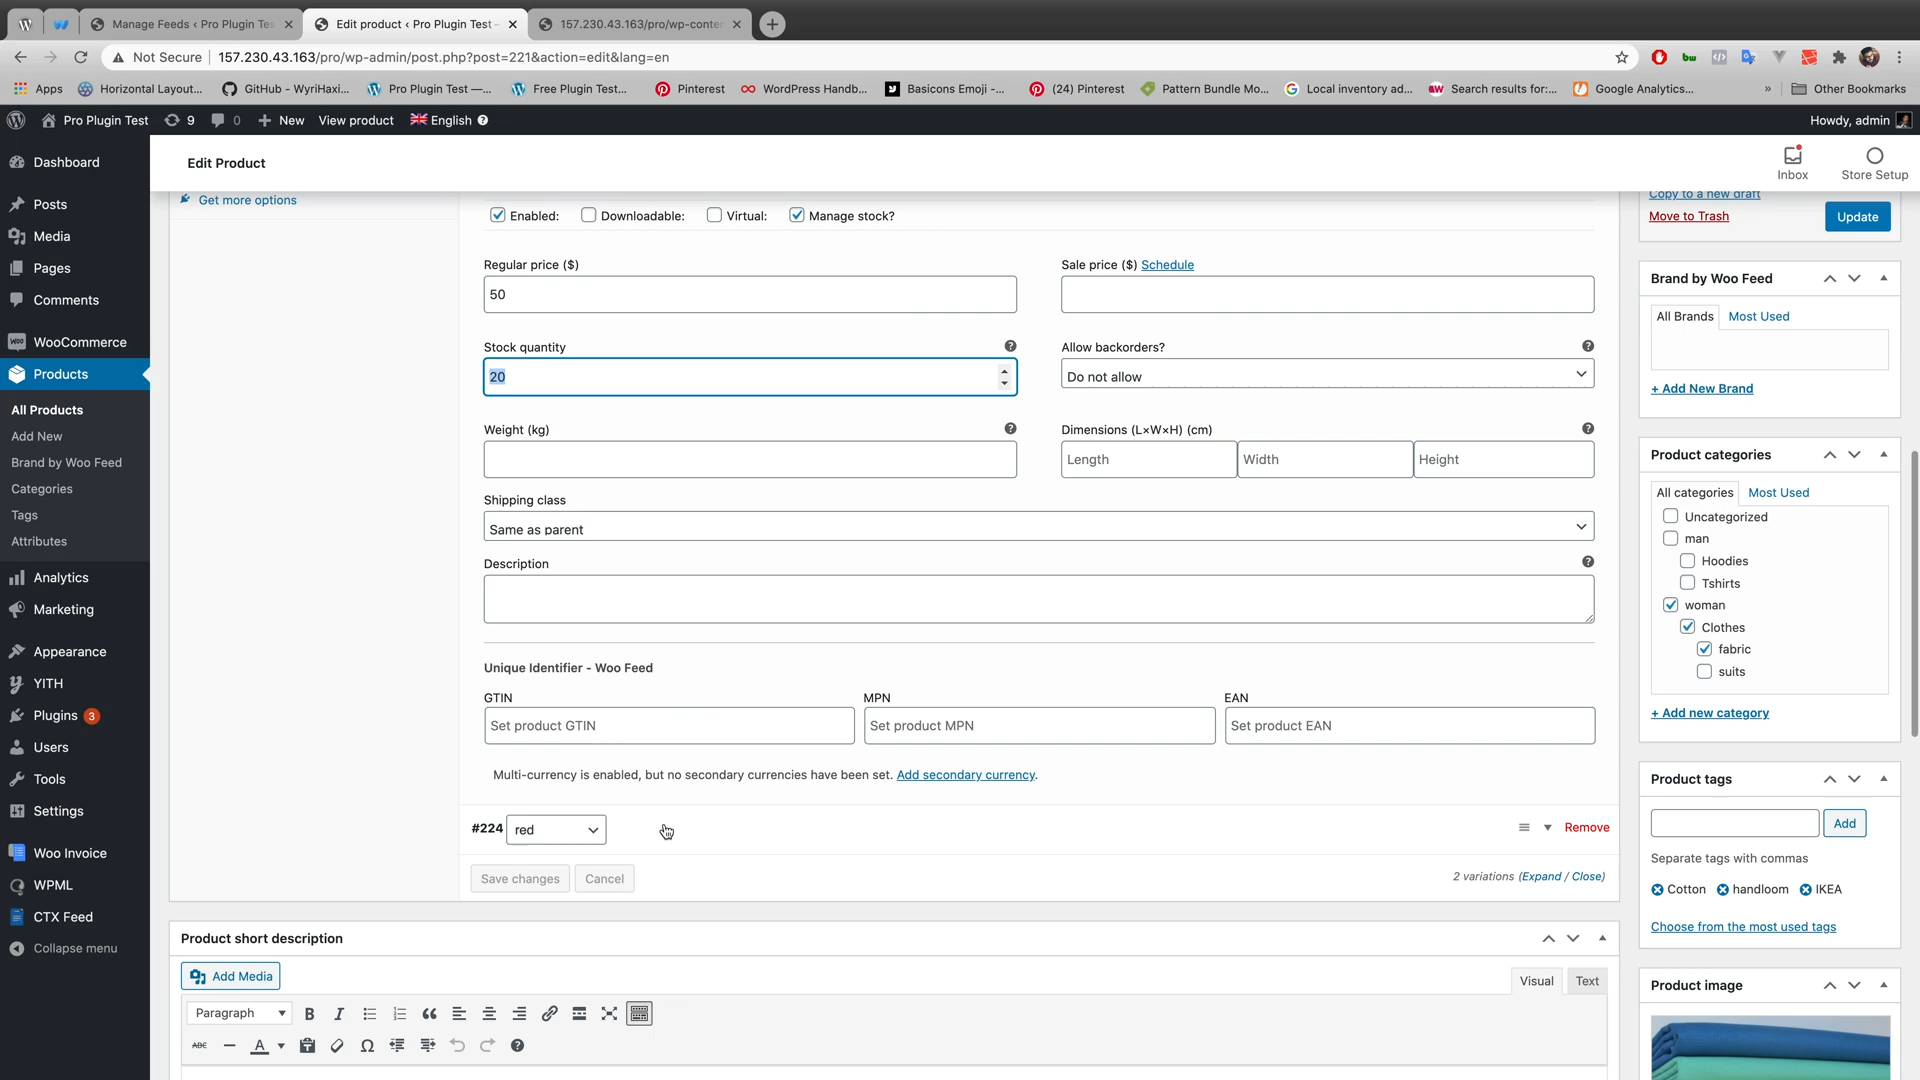 Manage Feeds ‹ Pro Plugin Tes
Edit product ‹ Pro Plugin Test -
157.230.43.163/pro/wp-conten
Not Secure
157.230.43.163/pro/wp-admin/post.php?post=221&action=edit&lang=en
Apps
Horizontal Layout...
GitHub - WyriHaxi...
Pro Plugin Test —...
Free Plugin Test...
Pinterest
WordPress Handb...
Basicons Emoji -...
(24) Pinterest
Pattern Bundle Mo...
Local inventory ad...
Search results for:...
Google Analytics...
»
Other Bookmarks
Pro Plugin Test
9
0
New
View product
English
Howdy, admin
Dashboard
Posts
Media
Pages
Comments
WooCommerce
Products
All Products
Add New
Brand by Woo Feed
Categories
Tags
Attributes
Analytics
Marketing
Appearance
YITH
Plugins 3
Users
Tools
Settings
Woo Invoice
WPML
CTX Feed
Collapse menu
Edit Product
Inbox
Store Setup
Get more options
Enabled:
Downloadable:
Virtual:
Manage stock?
Regular price ($)
50
Sale price ($) Schedule
Stock quantity
20
Allow backorders?
Do not allow
Weight (kg)
Dimensions (L×W×H) (cm)
Length
Width
Height
Shipping class
Same as parent
Description
Unique Identifier - Woo Feed
GTIN
MPN
EAN
Set product GTIN
Set product MPN
Set product EAN
Multi-currency is enabled, but no secondary currencies have been set. Add secondary currency.
#224
red
Remove
Save changes
Cancel
2 variations (Expand / Close)
Product short description
Add Media
Visual
Text
Paragraph
B
I
ABC
A
Copy to a new draft
Move to Trash
Update
Brand by Woo Feed
All Brands
Most Used
+ Add New Brand
Product categories
All categories
Most Used
Uncategorized
man
Hoodies
Tshirts
woman
Clothes
fabric
suits
+ Add new category
Product tags
Add
Separate tags with commas
Cotton
handloom
IKEA
Choose from the most used tags
Product image